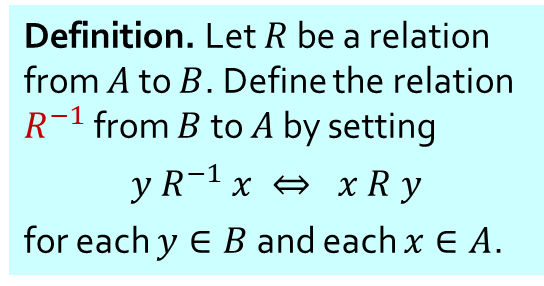 Definition. Let R be a relation
from A to B. Define the relation
R⁻¹ from B to A by setting
y R⁻¹ x ⇔ x R y
for each y ∈ B and each x ∈ A.